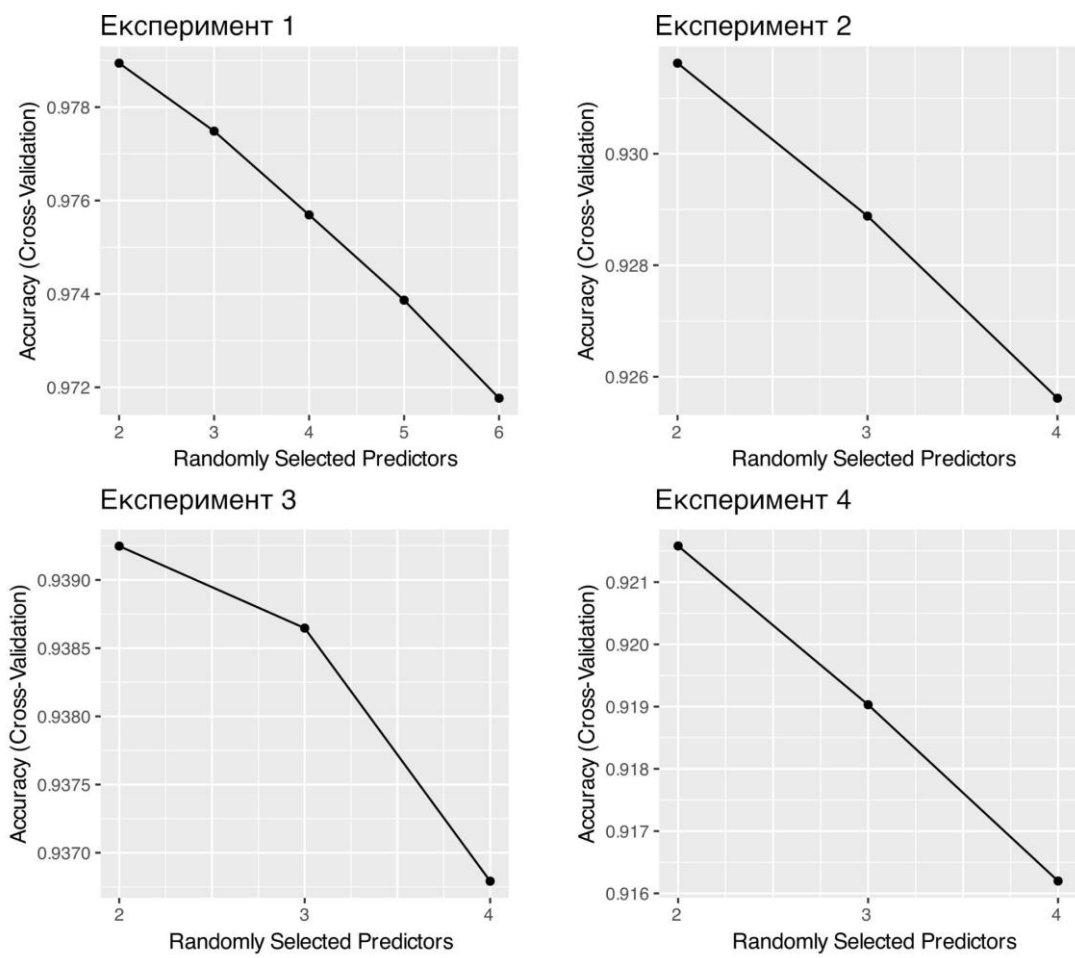 Експеримент 1
Accuracy (Cross-Validation)
0.978
0.976
0.974
0.972
2 3 4 5 6
Randomly Selected Predictors
Експеримент 2
Accuracy (Cross-Validation)
0.930
0.928
0.926
2 3 4
Randomly Selected Predictors
Експеримент 3
Accuracy (Cross-Validation)
0.9390
0.9385
0.9380
0.9375
0.9370
2 3 4
Randomly Selected Predictors
Експеримент 4
Accuracy (Cross-Validation)
0.921
0.920
0.919
0.918
0.917
0.916
2 3 4
Randomly Selected Predictors